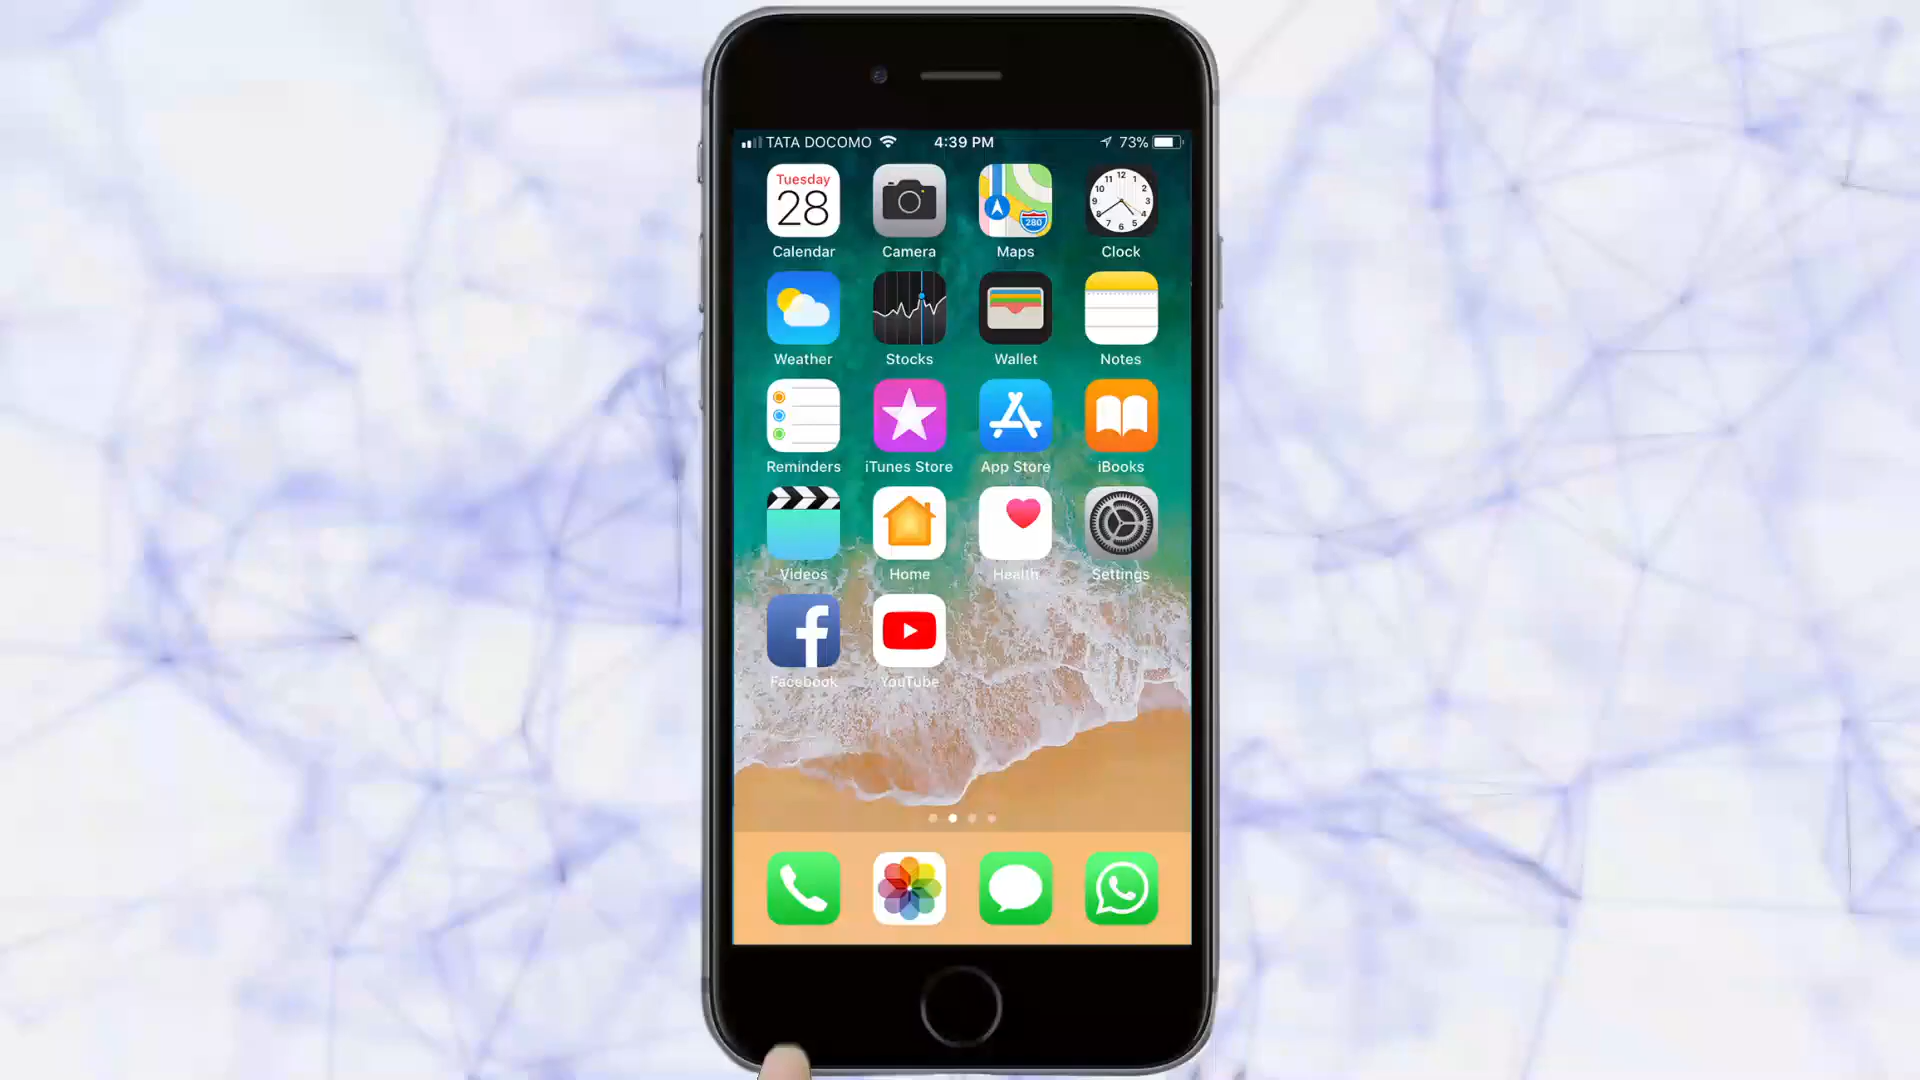 TATA DOCOMO 4:39 PM 73%
Tuesday
28
Calendar Camera Maps Clock
280
Weather Stocks Wallet Notes
Reminders iTunes Store App Store iBooks
Videos Home Health Settings
Facebook YouTube